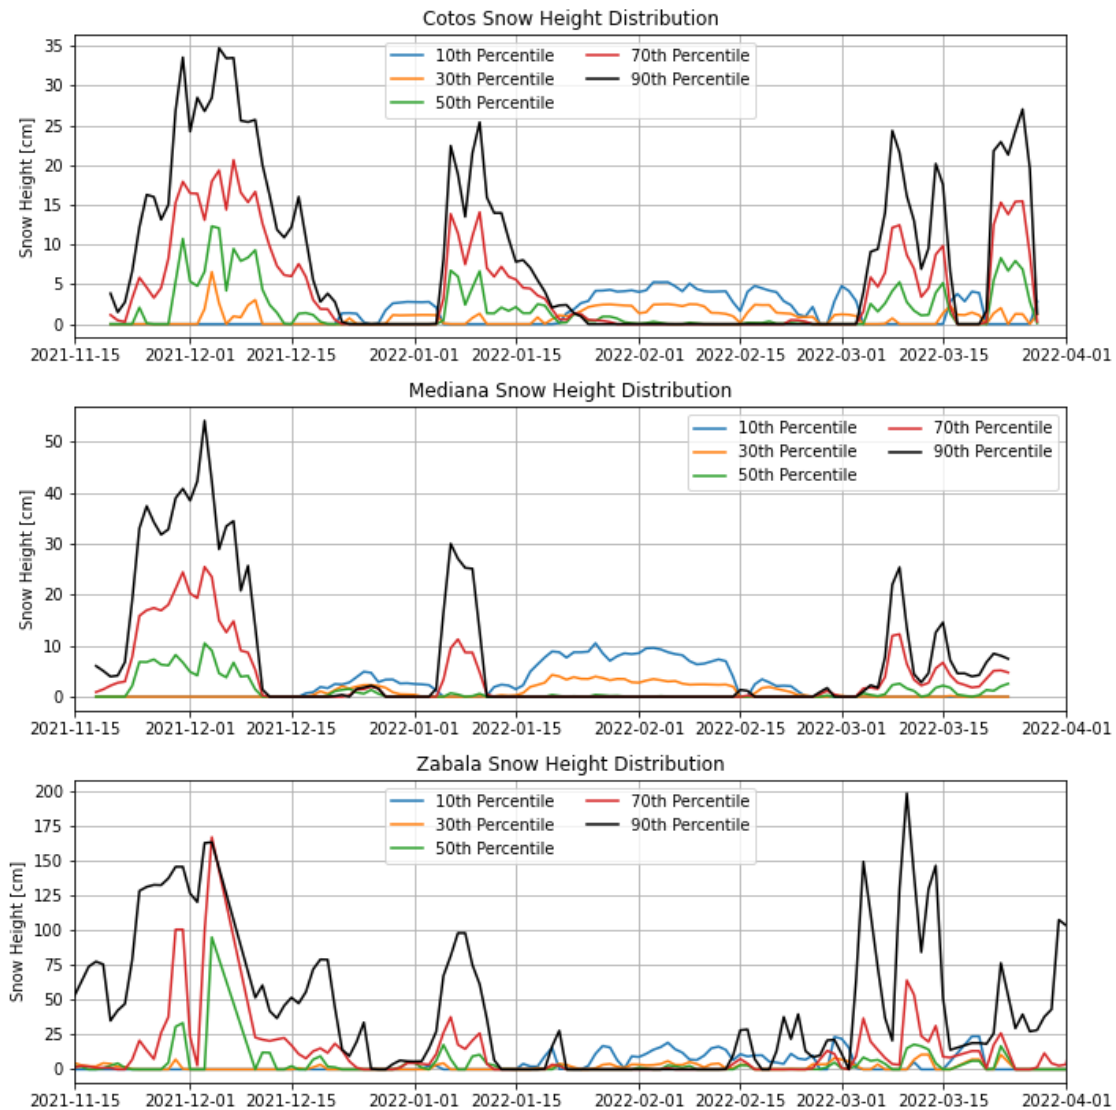 Cotos Snow Height Distribution
Snow Height [cm]
35
30
25
20
15
10
5
0
10th Percentile
30th Percentile
50th Percentile
70th Percentile
90th Percentile
2021-11-15 2021-12-01 2021-12-15 2022-01-01 2022-01-15 2022-02-01 2022-02-15 2022-03-01 2022-03-15 2022-04-01
Mediana Snow Height Distribution
Snow Height [cm]
50
40
30
20
10
0
10th Percentile
30th Percentile
50th Percentile
70th Percentile
90th Percentile
2021-11-15 2021-12-01 2021-12-15 2022-01-01 2022-01-15 2022-02-01 2022-02-15 2022-03-01 2022-03-15 2022-04-01
Zabala Snow Height Distribution
Snow Height [cm]
200
175
150
125
100
75
50
25
0
10th Percentile
30th Percentile
50th Percentile
70th Percentile
90th Percentile
2021-11-15 2021-12-01 2021-12-15 2022-01-01 2022-01-15 2022-02-01 2022-02-15 2022-03-01 2022-03-15 2022-04-01